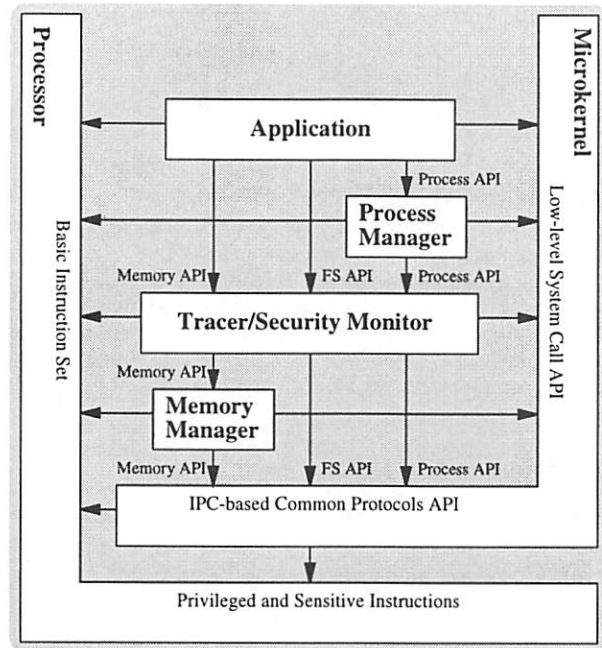 Processor
Basic Instruction Set
Microkernel
Low-level System Call API
Application
Process API
Process
Manager
Memory API
FS API
Process API
Tracer/Security Monitor
Memory API
Memory
Manager
Memory API
FS API
Process API
IPC-based Common Protocols API
Privileged and Sensitive Instructions